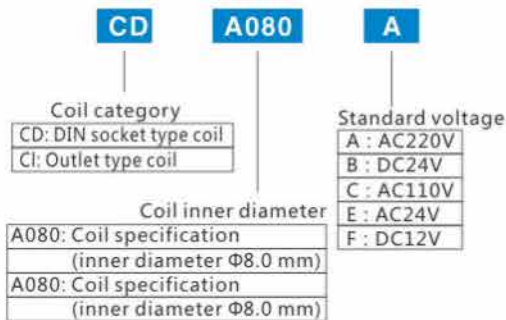 CD A080 A
Coil category
CD: DIN socket type coil
CI: Outlet type coil
Standard voltage
A : AC220V
B : DC24V
C : AC110V
E : AC24V
F : DC12V
Coil inner diameter
A080: Coil specification
(inner diameter Φ8.0 mm)
A080: Coil specification
(inner diameter Φ8.0 mm)